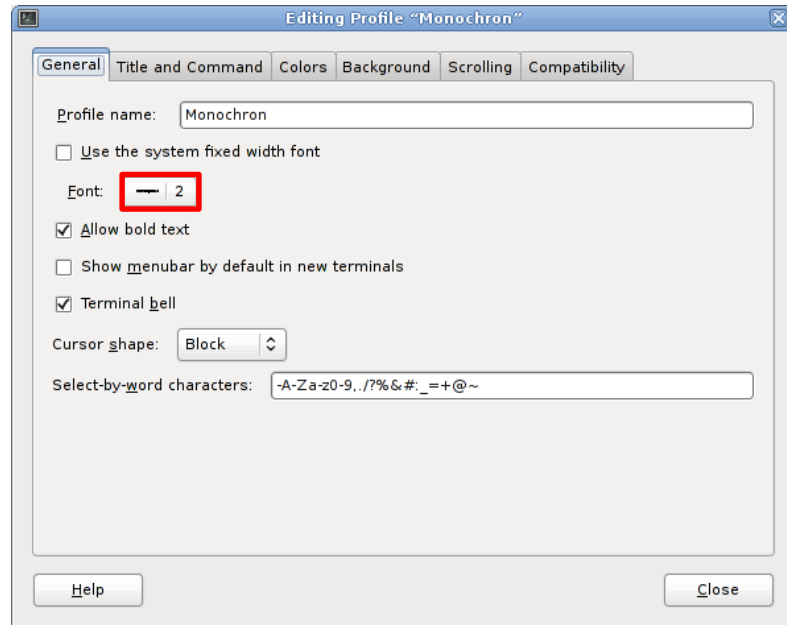 Editing Profile “Monochron”
General Title and Command Colors Background Scrolling Compatibility
Profile name: Monochron
Use the system fixed width font
Font: 2
Allow bold text
Show menubar by default in new terminals
Terminal bell
Cursor shape: Block
Select-by-word characters: -A-Za-z0-9,./?%&#:_=+@~
Help Close